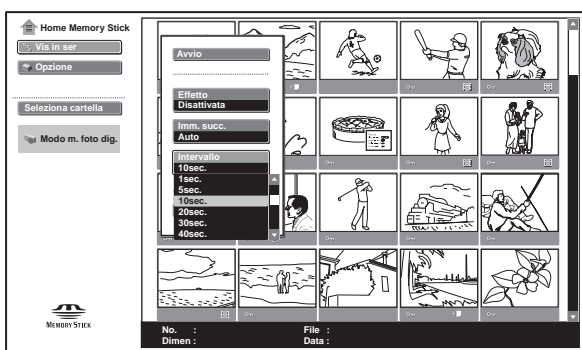 Home Memory Stick
Vis in ser
Opzione
Seleziona cartella
Modo m. foto dig.
MEMORY STICK
Avvio
Effetto
Disattivata
Imm. succ.
Auto
Intervallo
10sec.
1sec.
5sec.
10sec.
20sec.
30sec.
40sec.
No. :
File :
Dimen :
Data :